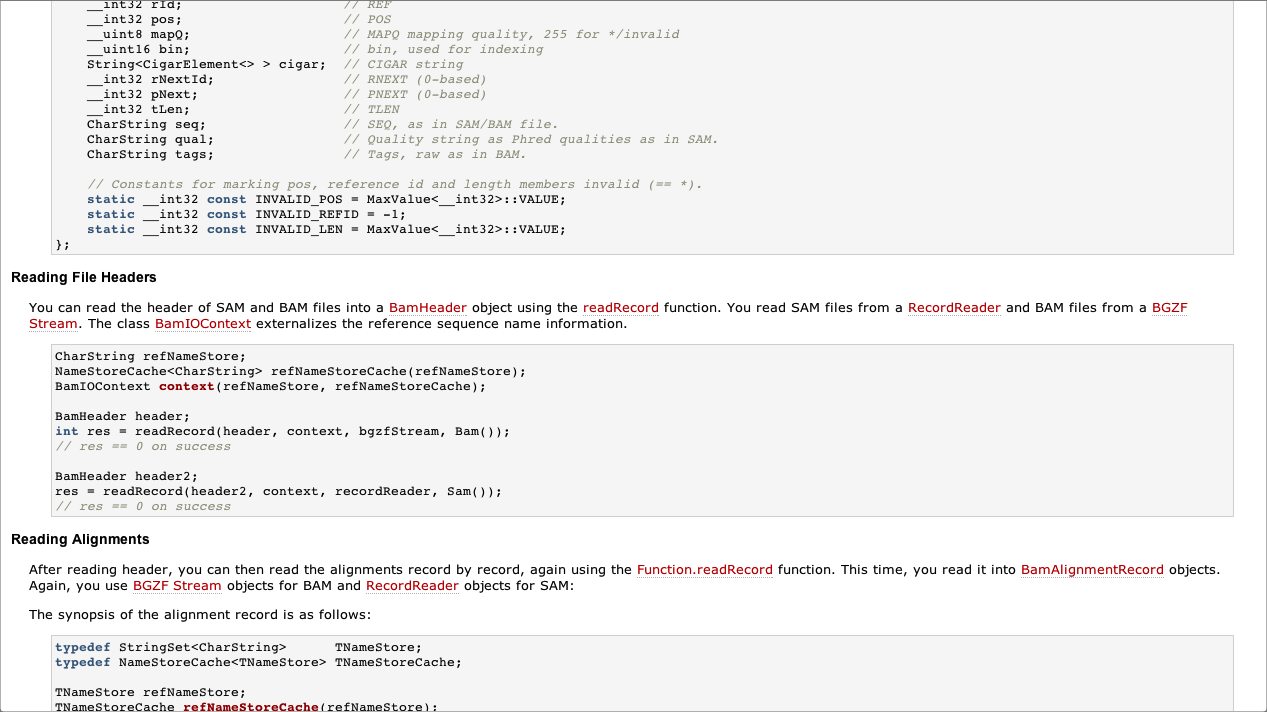 __int32 rId;                    // REF
__int32 pos;                    // POS
__uint8 mapQ;                   // MAPQ mapping quality, 255 for */invalid
__uint16 bin;                   // bin, used for indexing
String<CigarElement<> > cigar;  // CIGAR string
__int32 rNextId;                // RNEXT (0-based)
__int32 pNext;                  // PNEXT (0-based)
__int32 tLen;                   // TLEN
CharString seq;                 // SEQ, as in SAM/BAM file.
CharString qual;                // Quality string as Phred qualities as in SAM.
CharString tags;                // Tags, raw as in BAM.
// Constants for marking pos, reference id and length members invalid (== *).
static __int32 const INVALID_POS = MaxValue<__int32>::VALUE;
static __int32 const INVALID_REFID = -1;
static __int32 const INVALID_LEN = MaxValue<__int32>::VALUE;
};
Reading File Headers
You can read the header of SAM and BAM files into a BamHeader object using the readRecord function. You read SAM files from a RecordReader and BAM files from a BGZF
Stream. The class BamIOContext externalizes the reference sequence name information.
CharString refNameStore;
NameStoreCache<CharString> refNameStoreCache(refNameStore);
BamIOContext context(refNameStore, refNameStoreCache);
BamHeader header;
int res = readRecord(header, context, bgzfStream, Bam());
// res == 0 on success
BamHeader header2;
res = readRecord(header2, context, recordReader, Sam());
// res == 0 on success
Reading Alignments
After reading header, you can then read the alignments record by record, again using the Function.readRecord function. This time, you read it into BamAlignmentRecord objects.
Again, you use BGZF Stream objects for BAM and RecordReader objects for SAM:
The synopsis of the alignment record is as follows:
typedef StringSet<CharString>      TNameStore;
typedef NameStoreCache<TNameStore> TNameStoreCache;
TNameStore refNameStore;
TNameStoreCache refNameStoreCache(refNameStore);